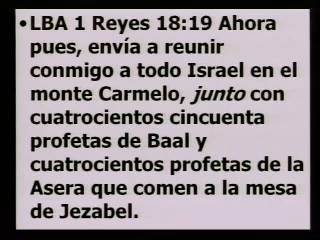 •LBA 1 Reyes 18:19 Ahora
pues, envía a reunir
conmigo a todo Israel en el
monte Carmelo, junto con
cuatrocientos cincuenta
profetas de Baal y
cuatrocientos profetas de la
Asera que comen a la mesa
de Jezabel.